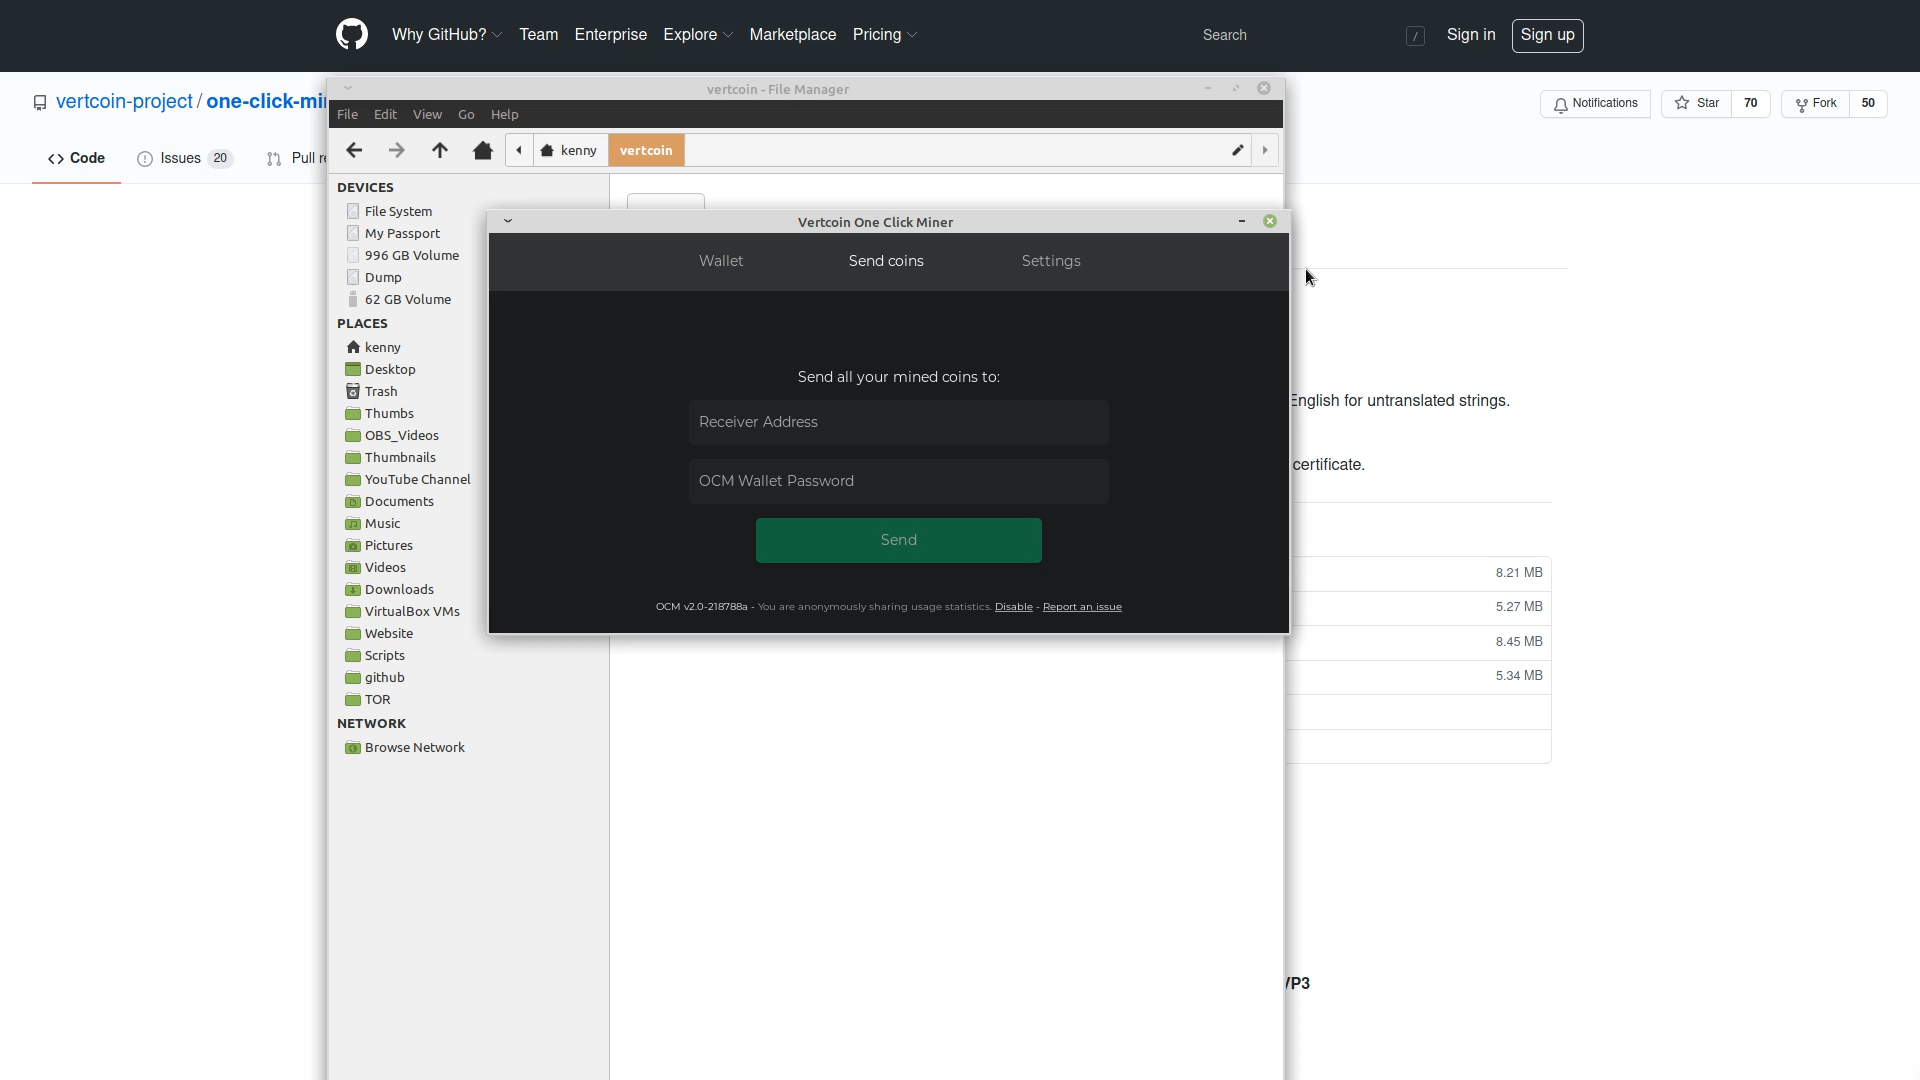 Why GitHub? Team Enterprise Explore Marketplace Pricing Search / Sign in Sign up
vertcoin-project / Notifications Star 70 Fork 50
Code Issues 20
vertcoin - File Manager
File Edit View Go Help
kenny vertcoin
DEVICES
File System
My Passport
996 GB Volume
Dump
62 GB Volume
PLACES
kenny
Desktop
Trash
Thumbs
OBS_Videos
Thumbnails
YouTube Channel
Documents
Music
Pictures
Videos
Downloads
VirtualBox VMs
Website
Scripts
github
TOR
NETWORK
Browse Network
Vertcoin One Click Miner
Wallet Send coins Settings
Send all your mined coins to:
Receiver Address
OCM Wallet Password
Send
OCM v2.0-218788a - You are anonymously sharing usage statistics. Disable - Report an issue
English for untranslated strings.
certificate.
8.21 MB
5.27 MB
8.45 MB
5.34 MB